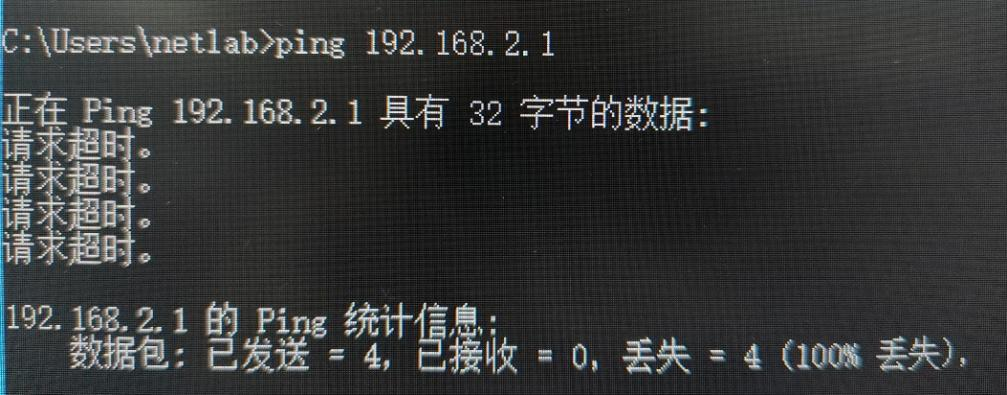 C:\Users\netlab>ping 192.168.2.1
正在 Ping 192.168.2.1 具有 32 字节的数据:
请求超时。
请求超时。
请求超时。
请求超时。
192.168.2.1 的 Ping 统计信息:
数据包: 已发送 = 4, 已接收 = 0, 丢失 = 4 (100% 丢失),